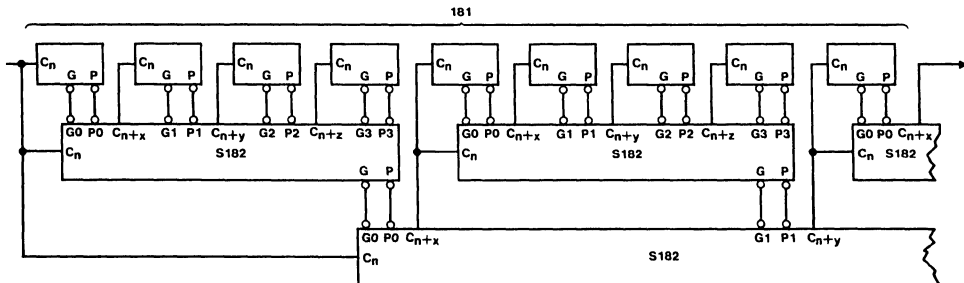 181
Cn G P Cn G P Cn G P Cn G P Cn G P Cn G P Cn G P Cn G P Cn G P
G0 P0 Cn+x G1 P1 Cn+y G2 P2 Cn+z G3 P3 G0 P0 Cn+x G1 P1 Cn+y G2 P2 Cn+z G3 P3 G0 P0 Cn+x
Cn S182 Cn S182 Cn S182
G P G P
G0 P0 Cn+x G1 P1 Cn+y
Cn S182